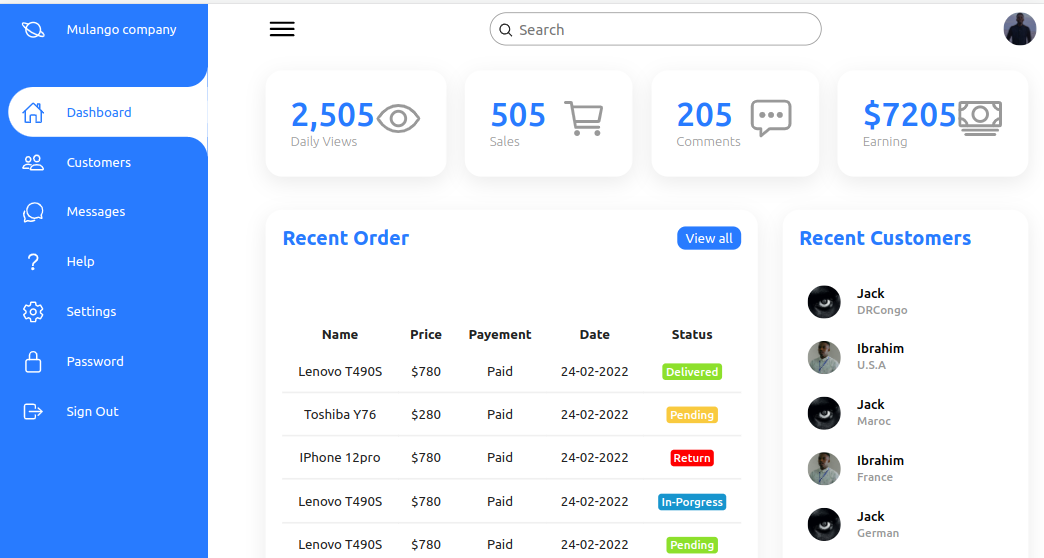 Mulango company
Dashboard
Customers
Messages
Help
Settings
Password
Sign Out
Search
2,505
Daily Views
505
Sales
205
Comments
$7205
Earning
Recent Order
View all
Name Price Payement Date Status
Lenovo T490S $780 Paid 24-02-2022 Delivered
Toshiba Y76 $280 Paid 24-02-2022 Pending
IPhone 12pro $780 Paid 24-02-2022 Return
Lenovo T490S $780 Paid 24-02-2022 In-Porgress
Lenovo T490S $780 Paid 24-02-2022 Pending
Recent Customers
Jack
DRCongo
Ibrahim
U.S.A
Jack
Maroc
Ibrahim
France
Jack
German